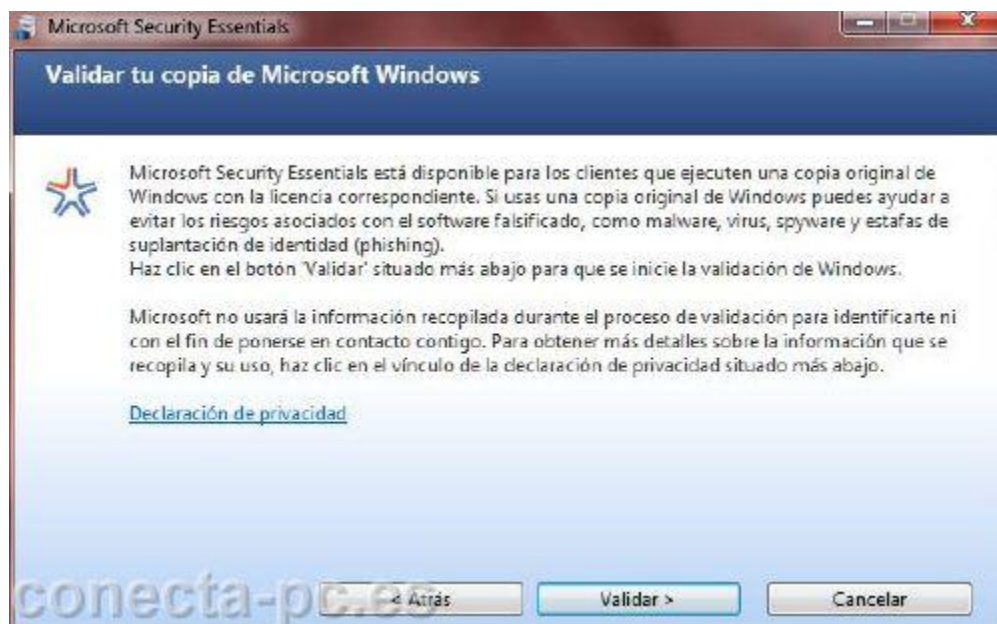 Microsoft Security Essentials
Validar tu copia de Microsoft Windows
Microsoft Security Essentials está disponible para los clientes que ejecuten una copia original de
Windows con la licencia correspondiente. Si usas una copia original de Windows puedes ayudar a
evitar los riesgos asociados con el software falsificado, como malware, virus, spyware y estafas de
suplantación de identidad (phishing).
Haz clic en el botón 'Validar' situado más abajo para que se inicie la validación de Windows.
Microsoft no usará la información recopilada durante el proceso de validación para identificarte ni
con el fin de ponerse en contacto contigo. Para obtener más detalles sobre la información que se
recopila y su uso, haz clic en el vínculo de la declaración de privacidad situado más abajo.
Declaración de privacidad
conecta-pc.es
< Atrás
Validar >
Cancelar